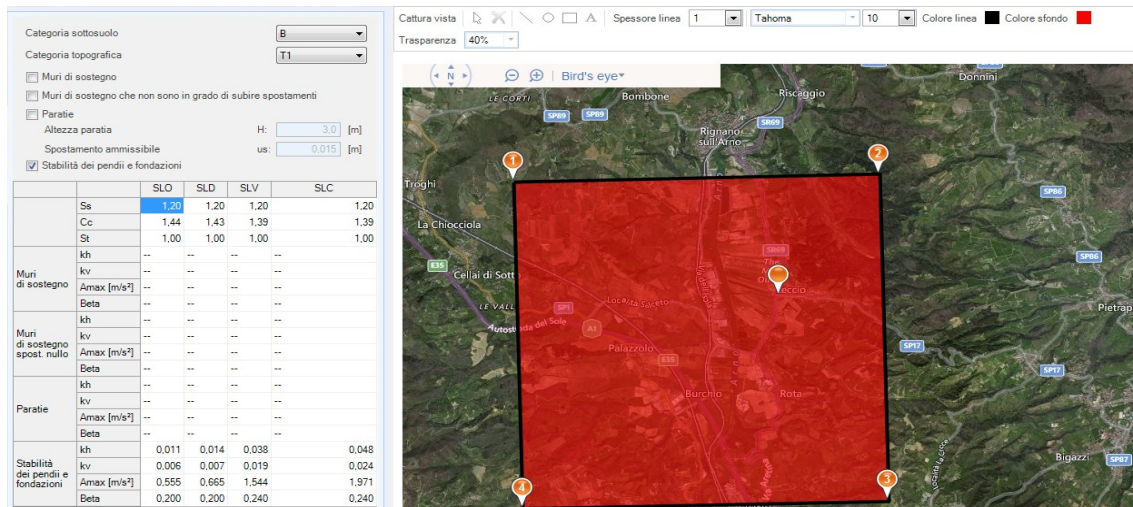 Categoria sottosuolo B
Categoria topografica T1
Muri di sostegno
Muri di sostegno che non sono in grado di subire spostamenti
Paratie
Altezza paratia H: 3,0 [m]
Spostamento ammissibile us: 0,015 [m]
Stabilità dei pendii e fondazioni
SLO SLD SLV SLC
Ss 1,20 1,20 1,20 1,20
Cc 1,44 1,43 1,39 1,39
St 1,00 1,00 1,00 1,00
Muri di sostegno
kh -- -- -- --
kv -- -- -- --
Amax [m/s²] -- -- -- --
Beta -- -- -- --
Muri di sostegno spost. nullo
kh -- -- -- --
kv -- -- -- --
Amax [m/s²] -- -- -- --
Beta -- -- -- --
Paratie
kh -- -- -- --
kv -- -- -- --
Amax [m/s²] -- -- -- --
Beta -- -- -- --
Stabilità dei pendii e fondazioni
kh 0,011 0,014 0,038 0,048
kv 0,006 0,007 0,019 0,024
Amax [m/s²] 0,555 0,665 1,544 1,971
Beta 0,200 0,200 0,240 0,240
Cattura vista A Spessore linea 1 Tahoma 10 Colore linea Colore sfondo
Trasparenza 40%
N Bird's eye
Donnini
LE CORTI Bombone Riscaggio
SP89 SP89 SR69
Rignano
sull'Arno
1 2
Troghi
SP86
La Chiocciola
Arno
SR69
SP86
E35
Cellai di Sotto
The
Leccio
LE VALLI
SP1 Località Salceto
Pietrap
Autostrada del Sole
A1
Palazzolo E35
SP17
SP17
Arno
Burchio Rota
Bigazzi SP87
4 3